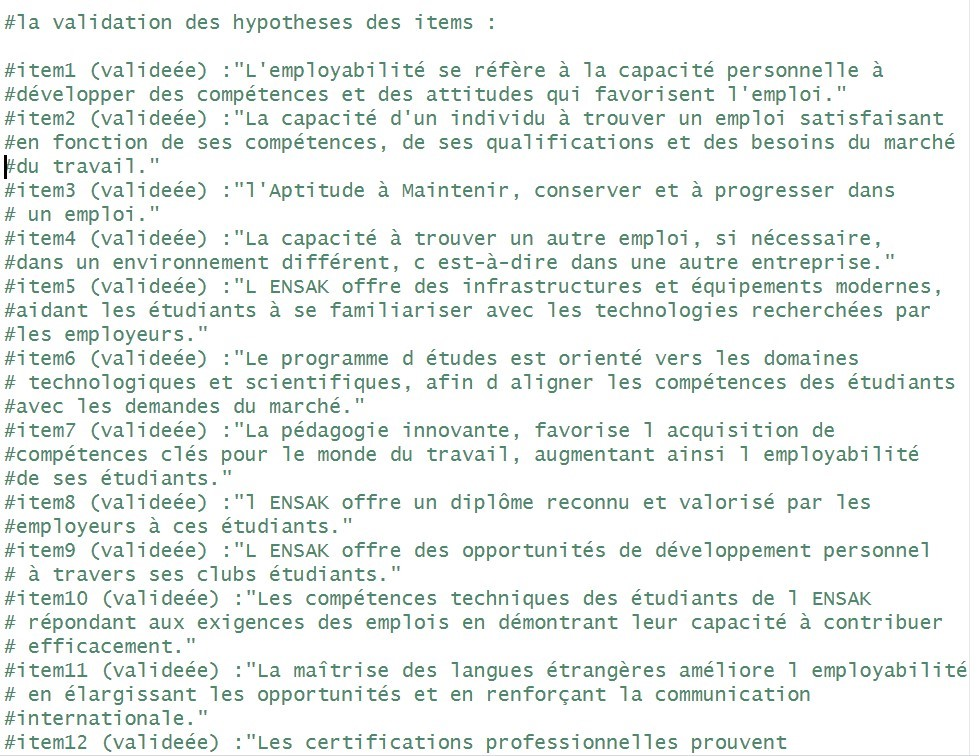 #la validation des hypotheses des items :
#item1 (valideée) :"L'employabilité se réfère à la capacité personnelle à
#développer des compétences et des attitudes qui favorisent l'emploi."
#item2 (valideée) :"La capacité d'un individu à trouver un emploi satisfaisant
#en fonction de ses compétences, de ses qualifications et des besoins du marché
#du travail."
#item3 (valideée) :"l'Aptitude à Maintenir, conserver et à progresser dans
# un emploi."
#item4 (valideée) :"La capacité à trouver un autre emploi, si nécessaire,
#dans un environnement différent, c est-à-dire dans une autre entreprise."
#item5 (valideée) :"L ENSAK offre des infrastructures et équipements modernes,
#aidant les étudiants à se familiariser avec les technologies recherchées par
#les employeurs."
#item6 (valideée) :"Le programme d études est orienté vers les domaines
# technologiques et scientifiques, afin d aligner les compétences des étudiants
#avec les demandes du marché."
#item7 (valideée) :"La pédagogie innovante, favorise l acquisition de
#compétences clés pour le monde du travail, augmentant ainsi l employabilité
#de ses étudiants."
#item8 (valideée) :"l ENSAK offre un diplôme reconnu et valorisé par les
#employeurs à ces étudiants."
#item9 (valideée) :"L ENSAK offre des opportunités de développement personnel
# à travers ses clubs étudiants."
#item10 (valideée) :"Les compétences techniques des étudiants de l ENSAK
# répondant aux exigences des emplois en démontrant leur capacité à contribuer
# efficacement."
#item11 (valideée) :"La maîtrise des langues étrangères améliore l employabilité
# en élargissant les opportunités et en renforçant la communication
#internationale."
#item12 (valideée) :"Les certifications professionnelles prouvent